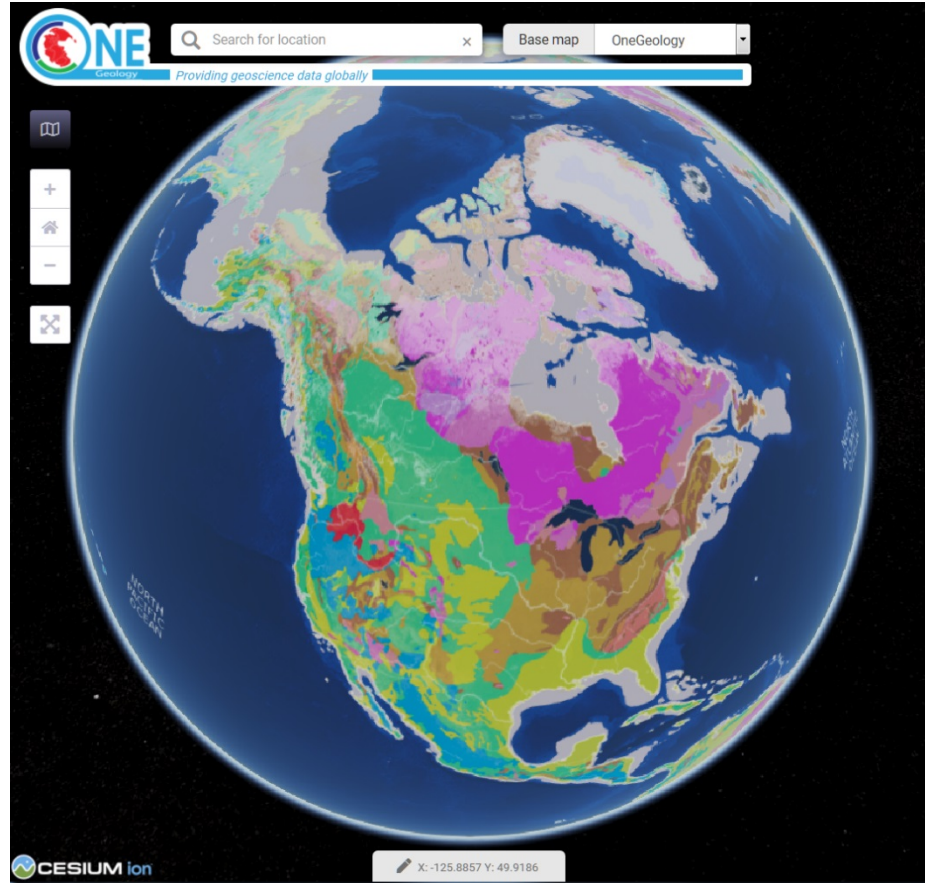 ONE
Geology
Search for location
Base map
OneGeology
Providing geoscience data globally
NORTH
PACIFIC
OCEAN
NORTH
CESIUM ion
X: -125.8857 Y: 49.9186